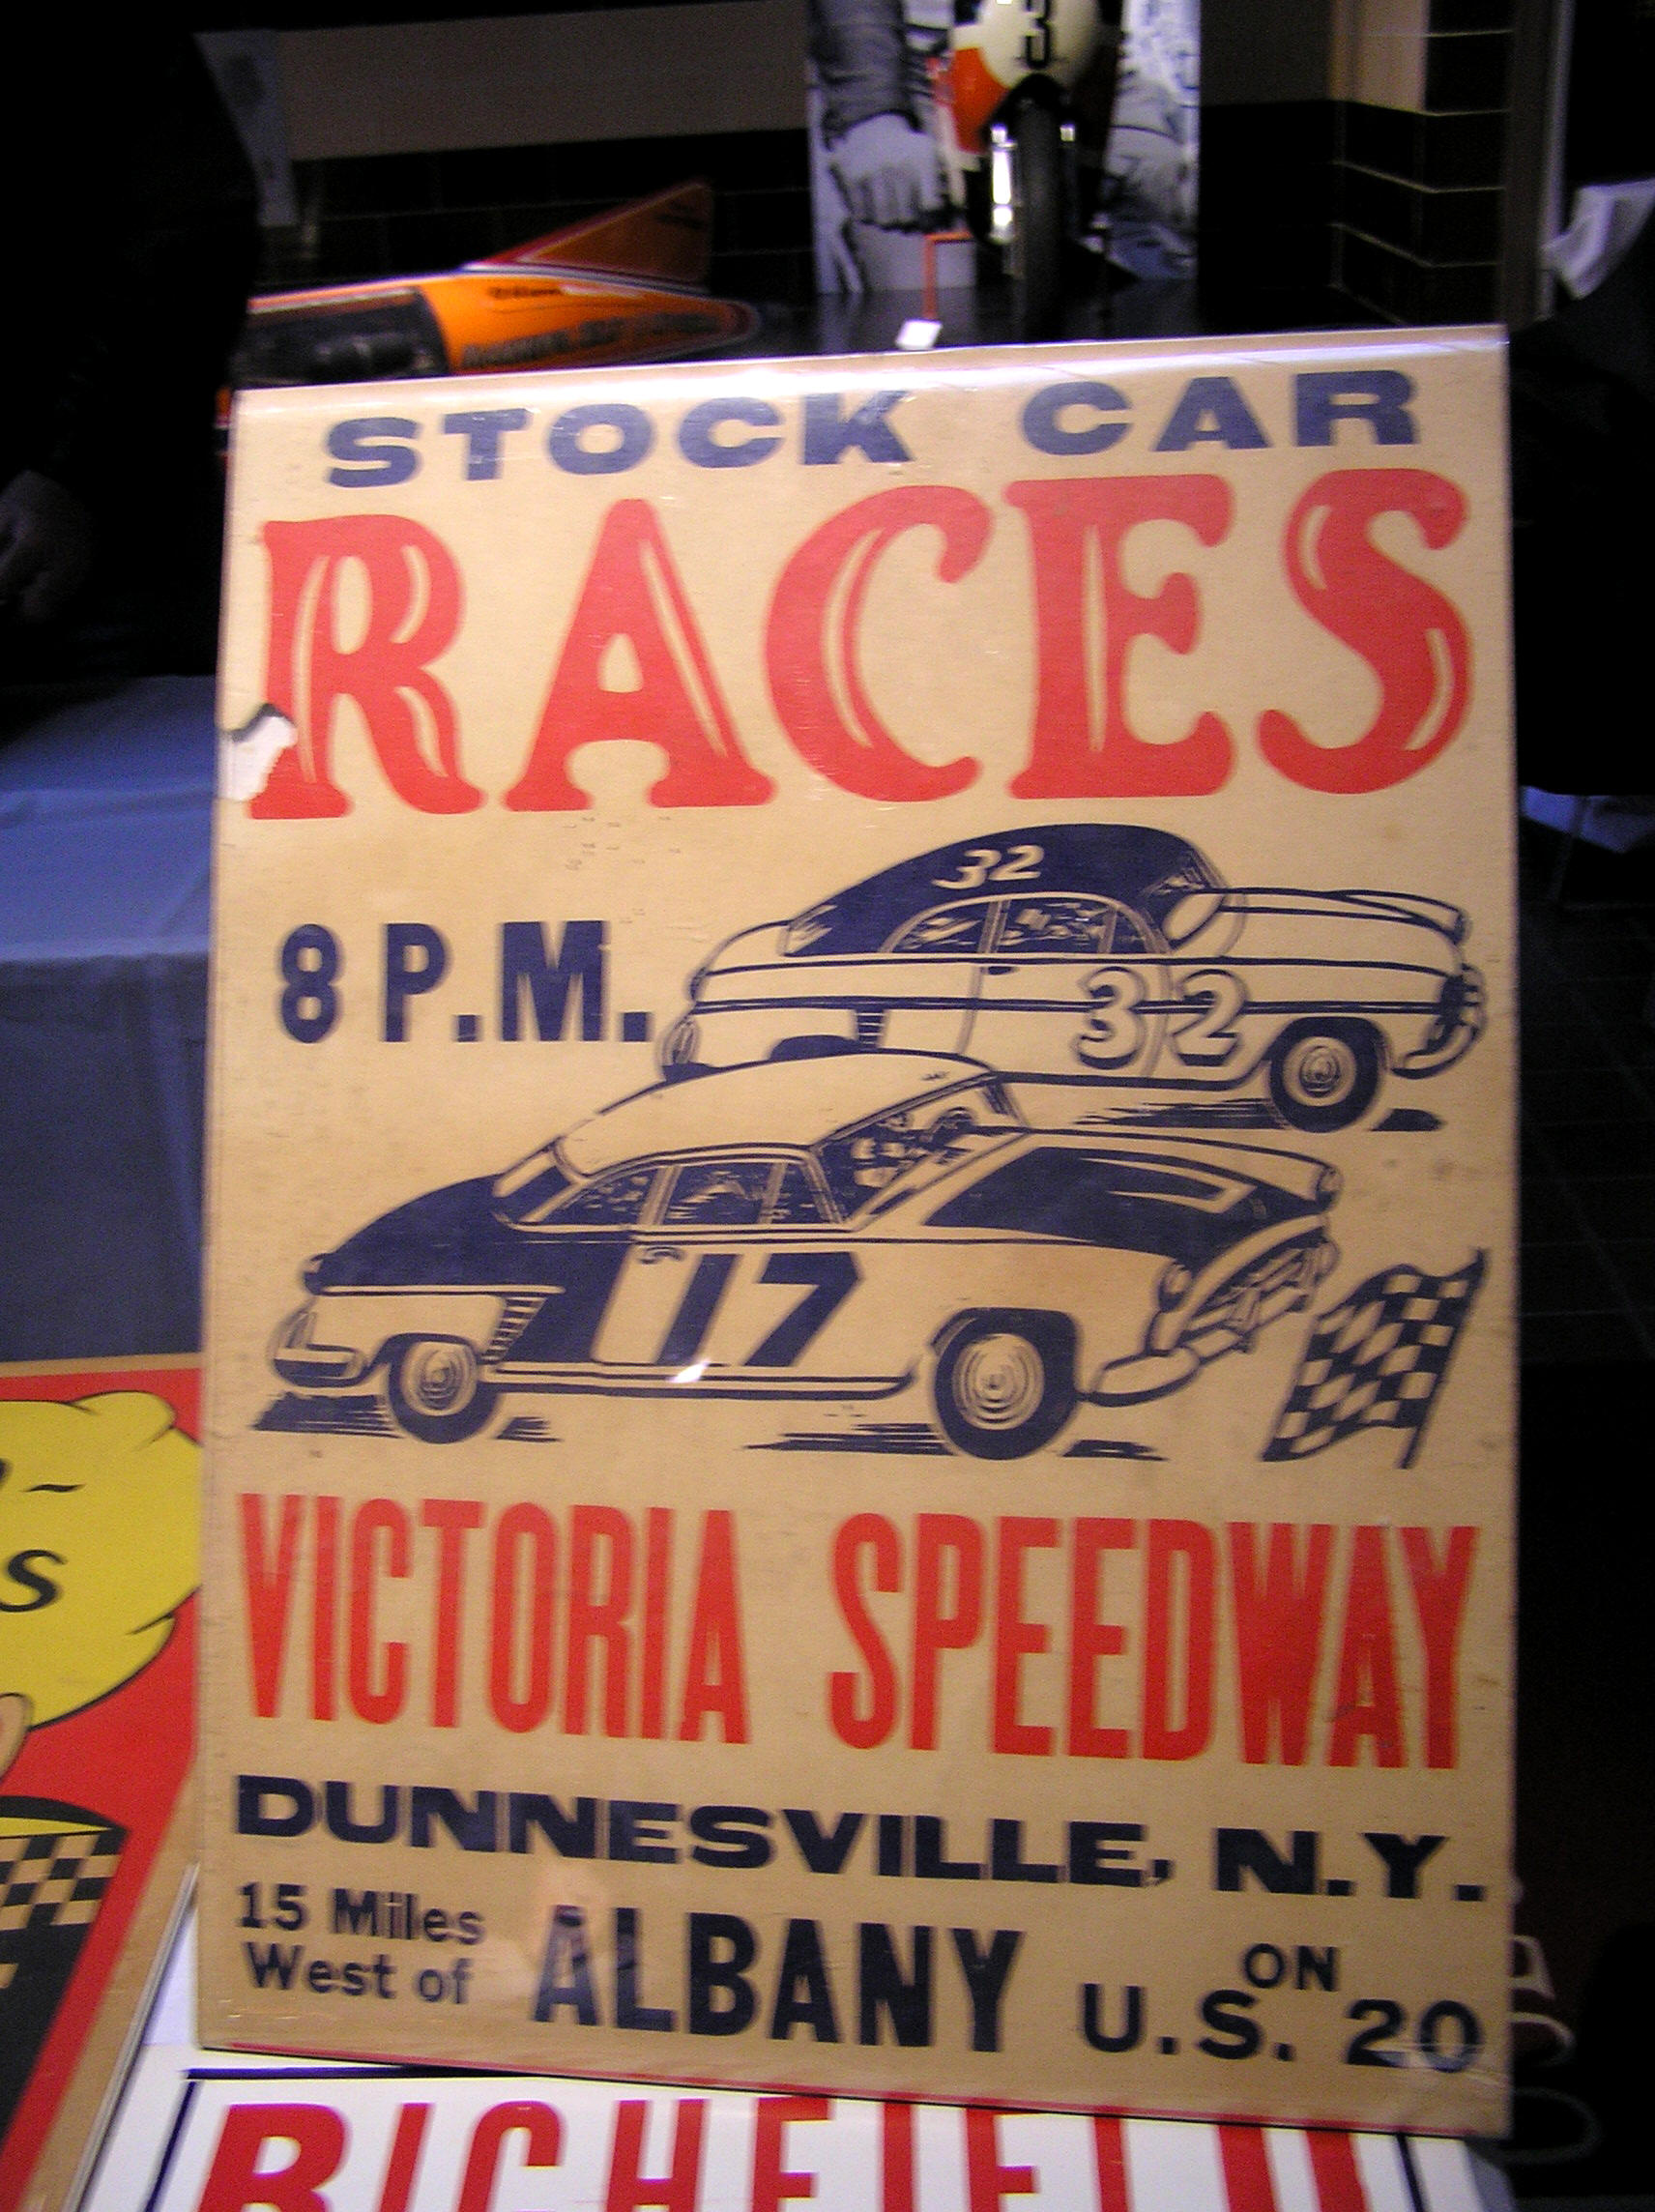 STOCK CAR
RACES
8 P.M.
32
32
17
VICTORIA SPEEDWAY
DUNNESVILLE, N.Y.
15 Miles
West of
ALBANY
ON
U.S. 20